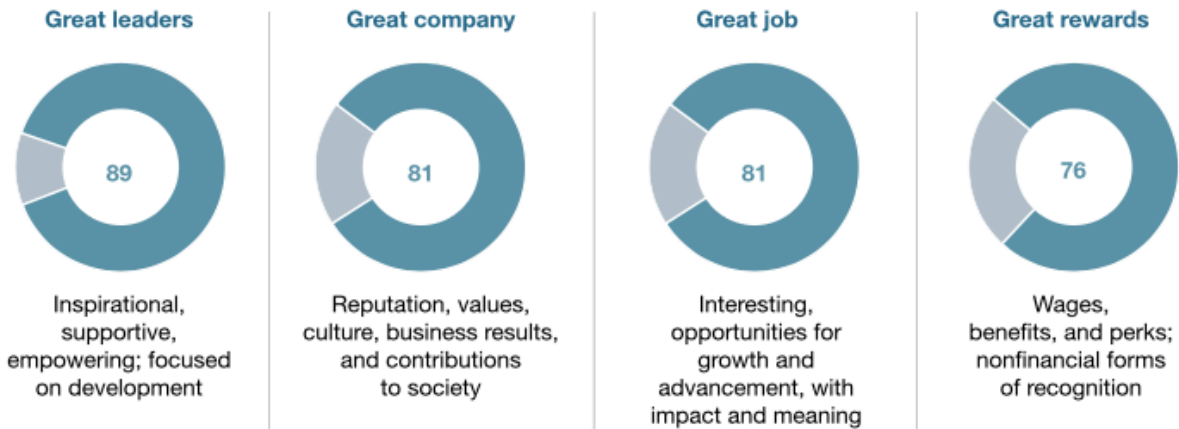 Great leaders
89
Inspirational,
supportive,
empowering; focused
on development
Great company
81
Reputation, values,
culture, business results,
and contributions
to society
Great job
81
Interesting,
opportunities for
growth and
advancement, with
impact and meaning
Great rewards
76
Wages,
benefits, and perks;
nonfinancial forms
of recognition